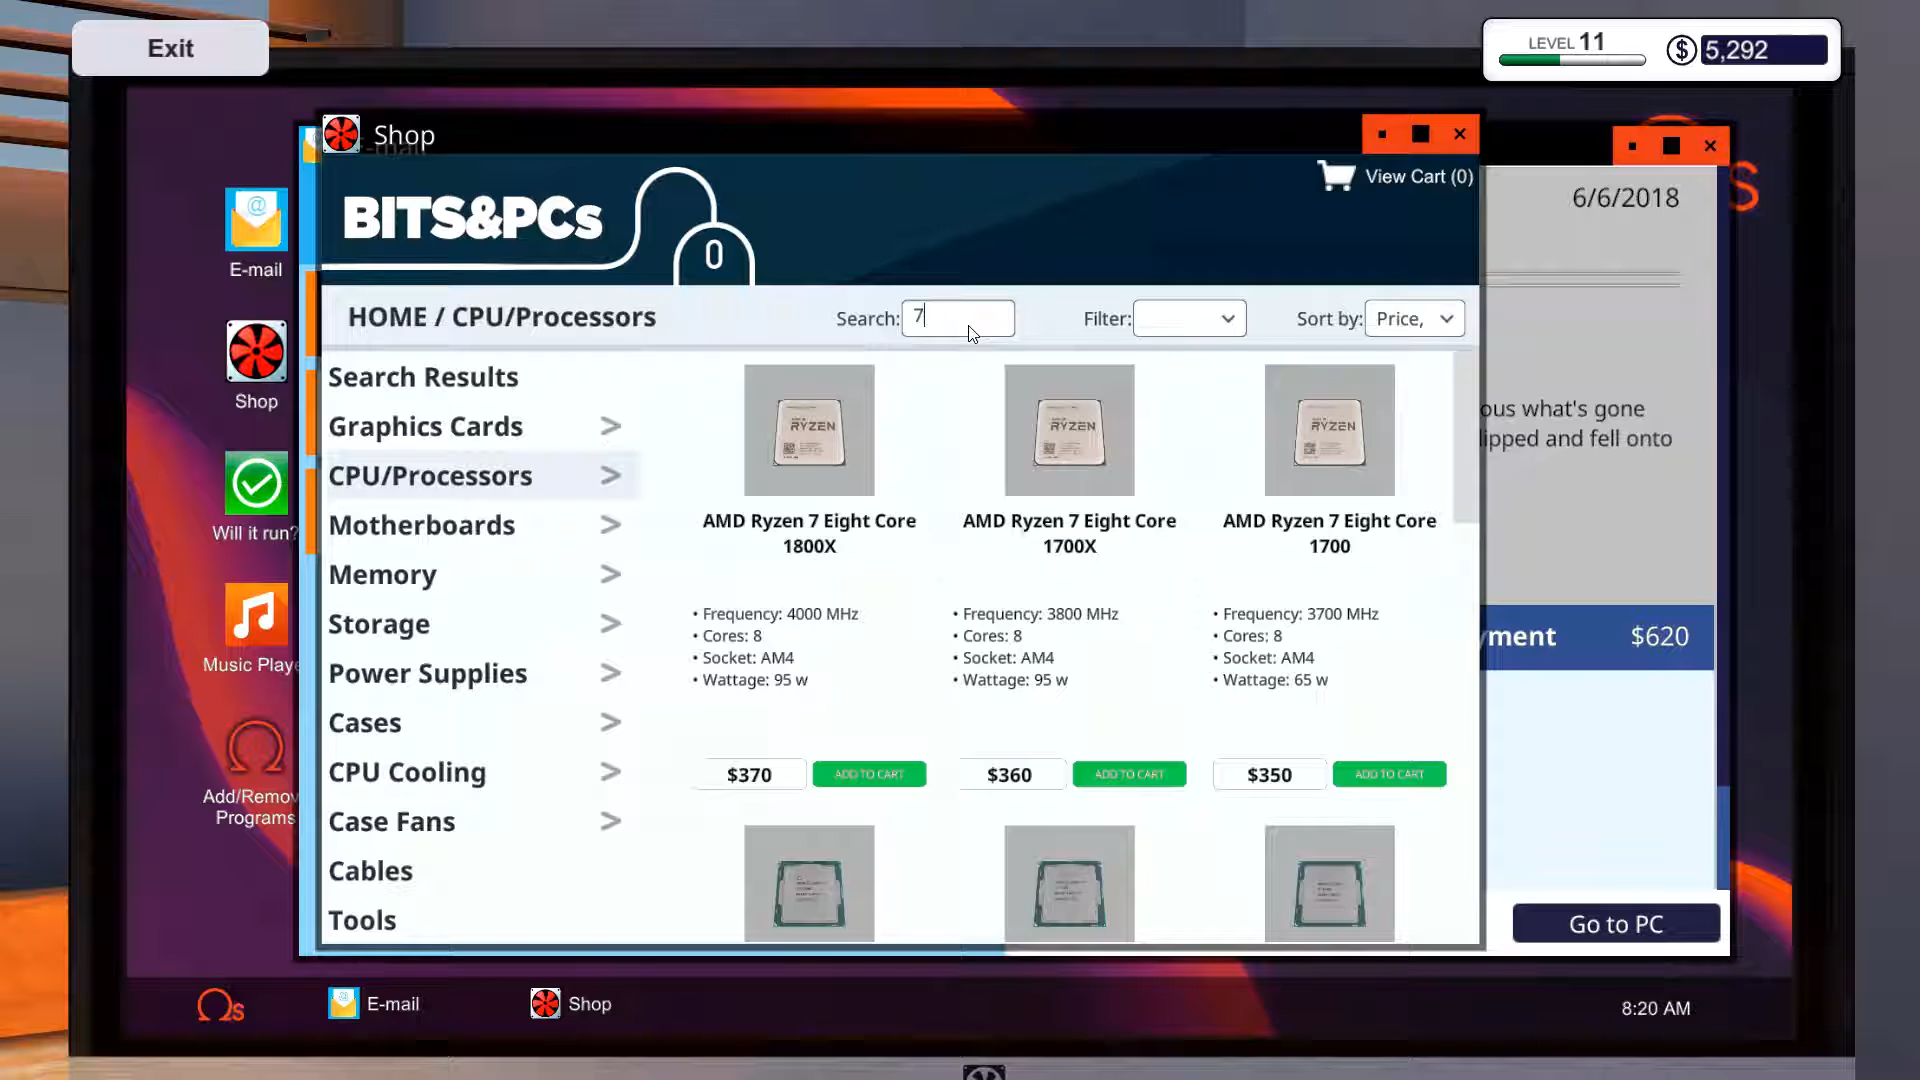 Exit
LEVEL 11
$ 5,292
Shop
View Cart (0)
BITS&PCs
6/6/2018
E-mail
HOME / CPU/Processors
Search: 7
Filter:
Sort by: Price,
Search Results
Graphics Cards >
CPU/Processors >
Motherboards >
Memory >
Storage >
Power Supplies >
Cases >
CPU Cooling >
Case Fans >
Cables
Tools
RYZEN
RYZEN
RYZEN
AMD Ryzen 7 Eight Core
1800X
AMD Ryzen 7 Eight Core
1700X
AMD Ryzen 7 Eight Core
1700
• Frequency: 4000 MHz
• Cores: 8
• Socket: AM4
• Wattage: 95 w
• Frequency: 3800 MHz
• Cores: 8
• Socket: AM4
• Wattage: 95 w
• Frequency: 3700 MHz
• Cores: 8
• Socket: AM4
• Wattage: 65 w
$370
ADD TO CART
$360
ADD TO CART
$350
ADD TO CART
Shop
Will it run?
Music Playe
Add/Remov
Programs
ous what's gone
lipped and fell onto
yment $620
Go to PC
Ωs
E-mail
Shop
8:20 AM